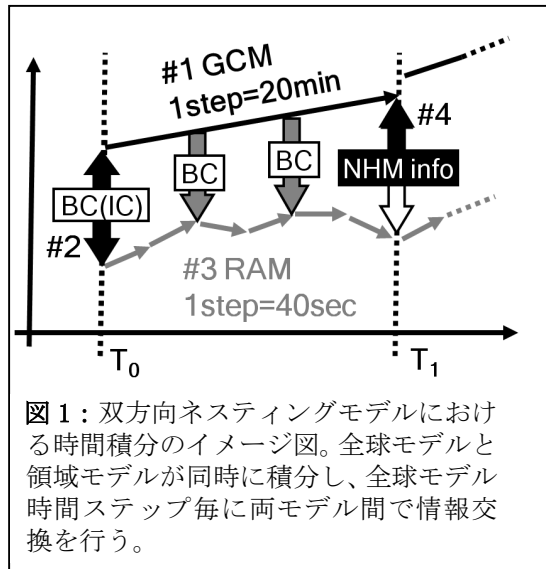 #1 GCM
1step=20min
#4
BC
BC
NHM info
BC(IC)
#2
#3 RAM
1step=40sec
T₀
T₁
図1：双方向ネスティングモデルにおけ
る時間積分のイメージ図。全球モデルと
領域モデルが同時に積分し、全球モデル
時間ステップ毎に両モデル間で情報交
換を行う。